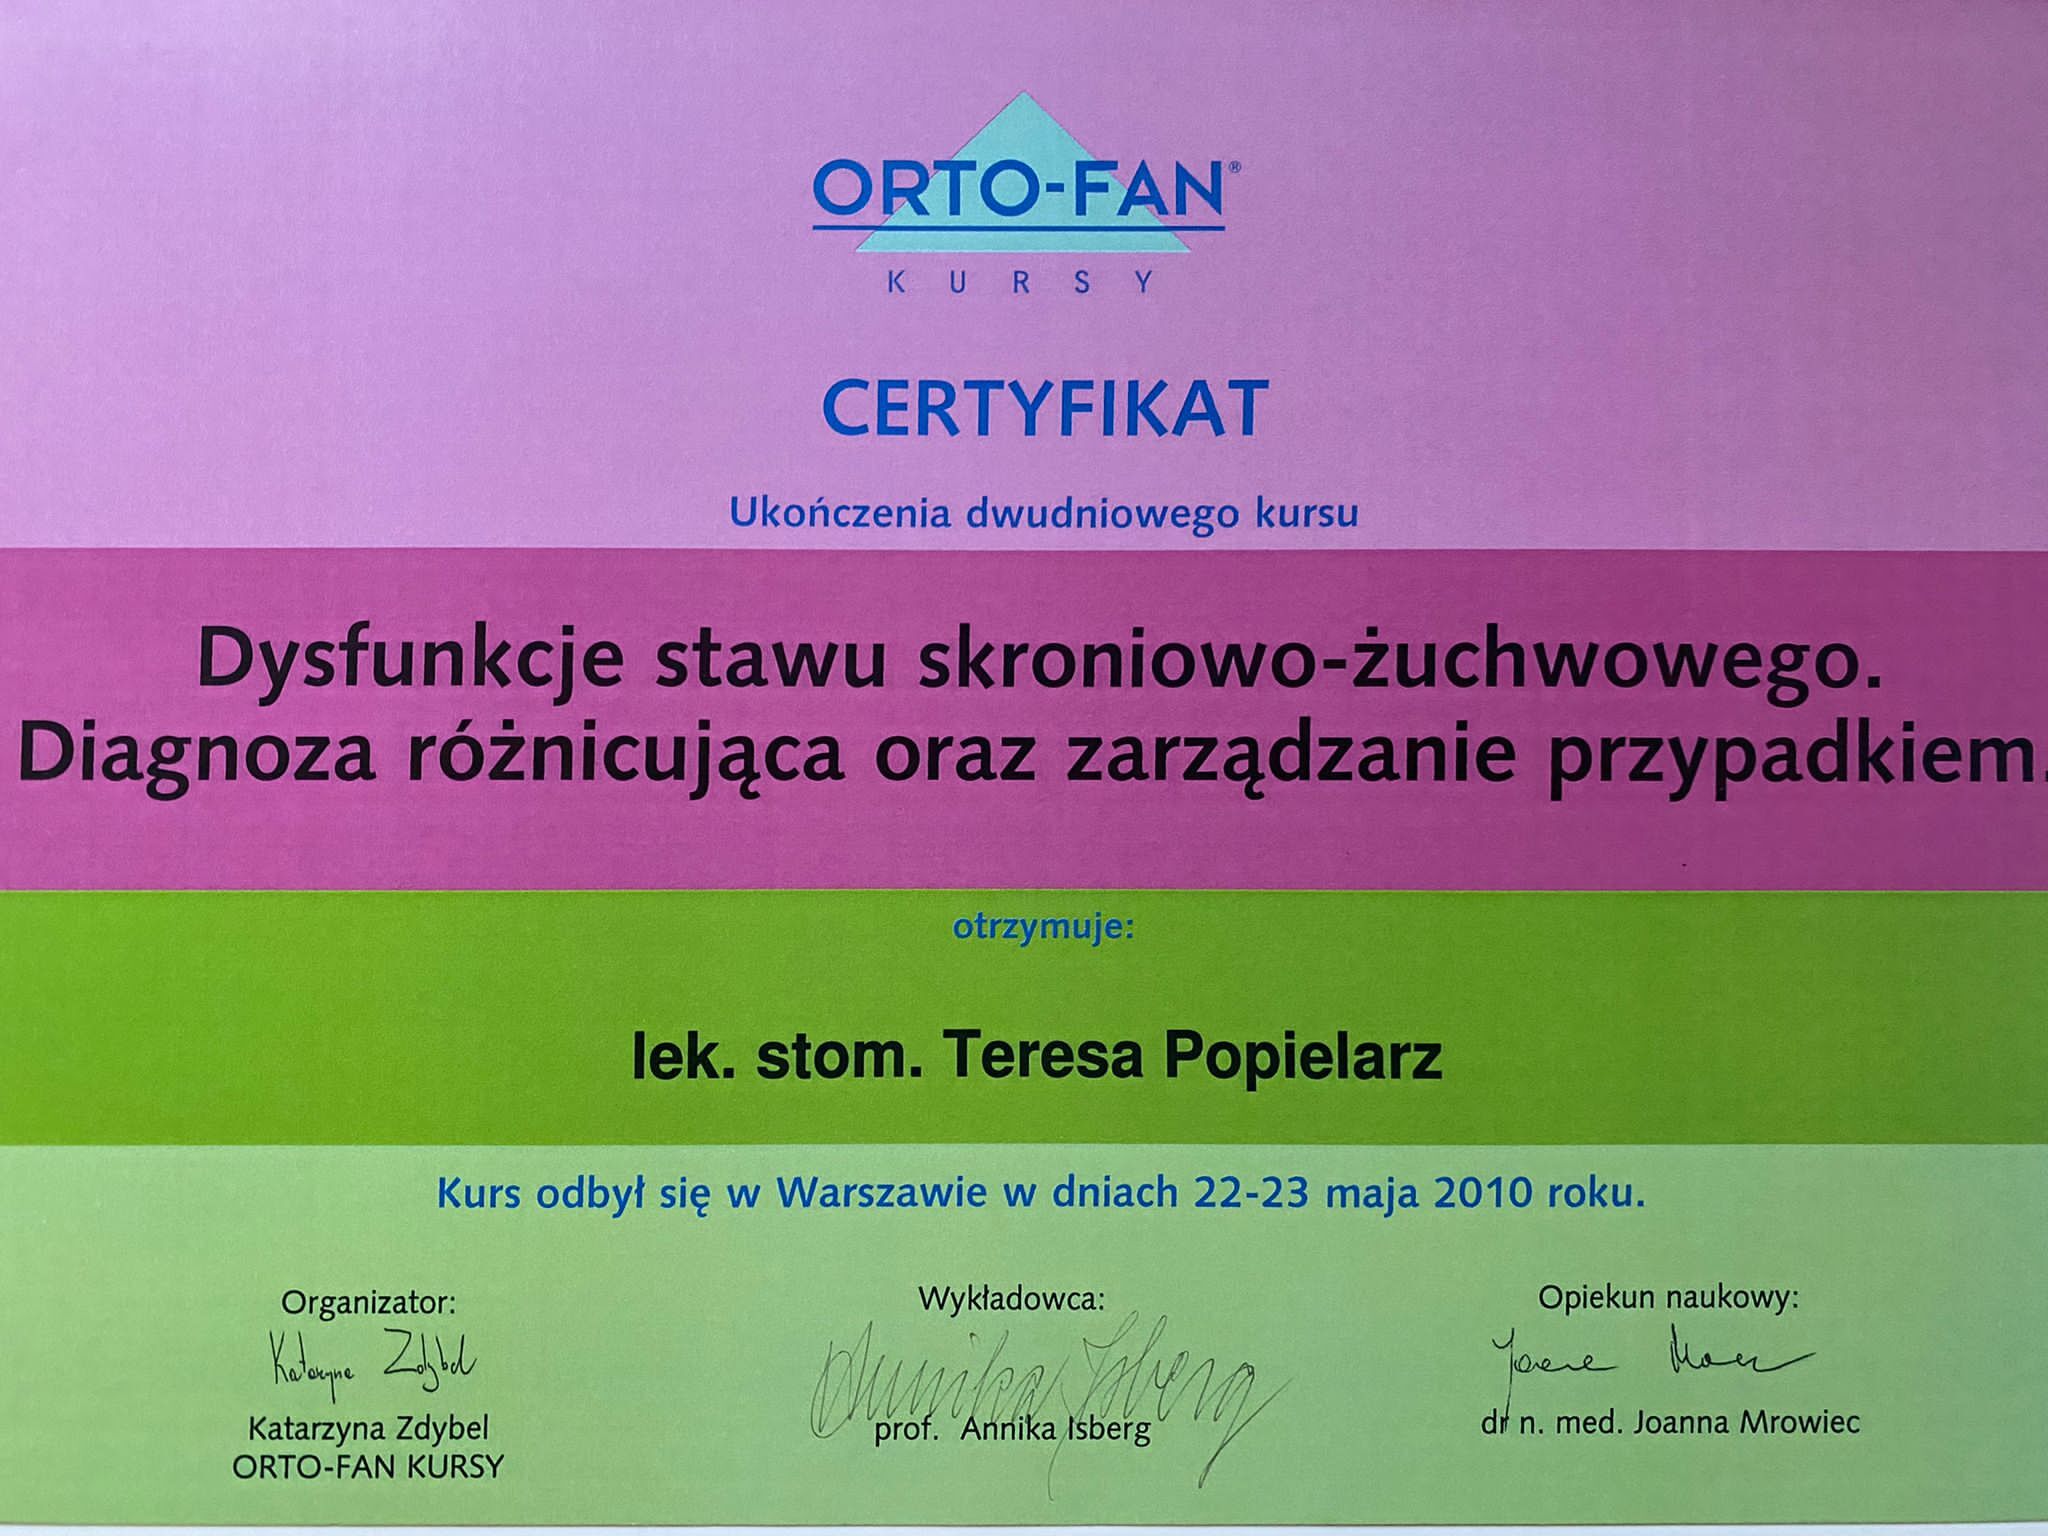 ORTO-FAN®
KURSY
CERTYFIKAT
Ukończenia dwudniowego kursu
Dysfunkcje stawu skroniowo-żuchwowego.
Diagnoza różnicująca oraz zarządzanie przypadkiem.
otrzymuje:
lek. stom. Teresa Popielarz
Kurs odbył się w Warszawie w dniach 22-23 maja 2010 roku.
Organizator:
Katarzyna Zdybel
Katarzyna Zdybel
ORTO-FAN KURSY
Wykładowca:
Annika Isberg
prof. Annika Isberg
Opiekun naukowy:
dr n. med. Joanna Mrowiec